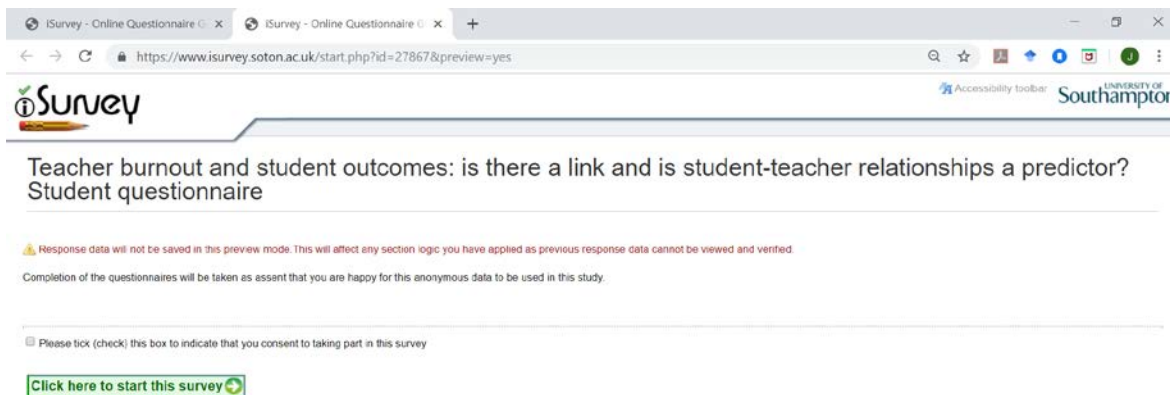 iSurvey - Online Questionnaire G
iSurvey - Online Questionnaire G
https://www.isurvey.soton.ac.uk/start.php?id=27867&preview=yes
J
iSurvey
Accessibility toolbar
UNIVERSITY OF
Southampton
Teacher burnout and student outcomes: is there a link and is student-teacher relationships a predictor?
Student questionnaire
Response data will not be saved in this preview mode. This will affect any section logic you have applied as previous response data cannot be viewed and verified.
Completion of the questionnaires will be taken as assent that you are happy for this anonymous data to be used in this study.
Please tick (check) this box to indicate that you consent to taking part in this survey
Click here to start this survey